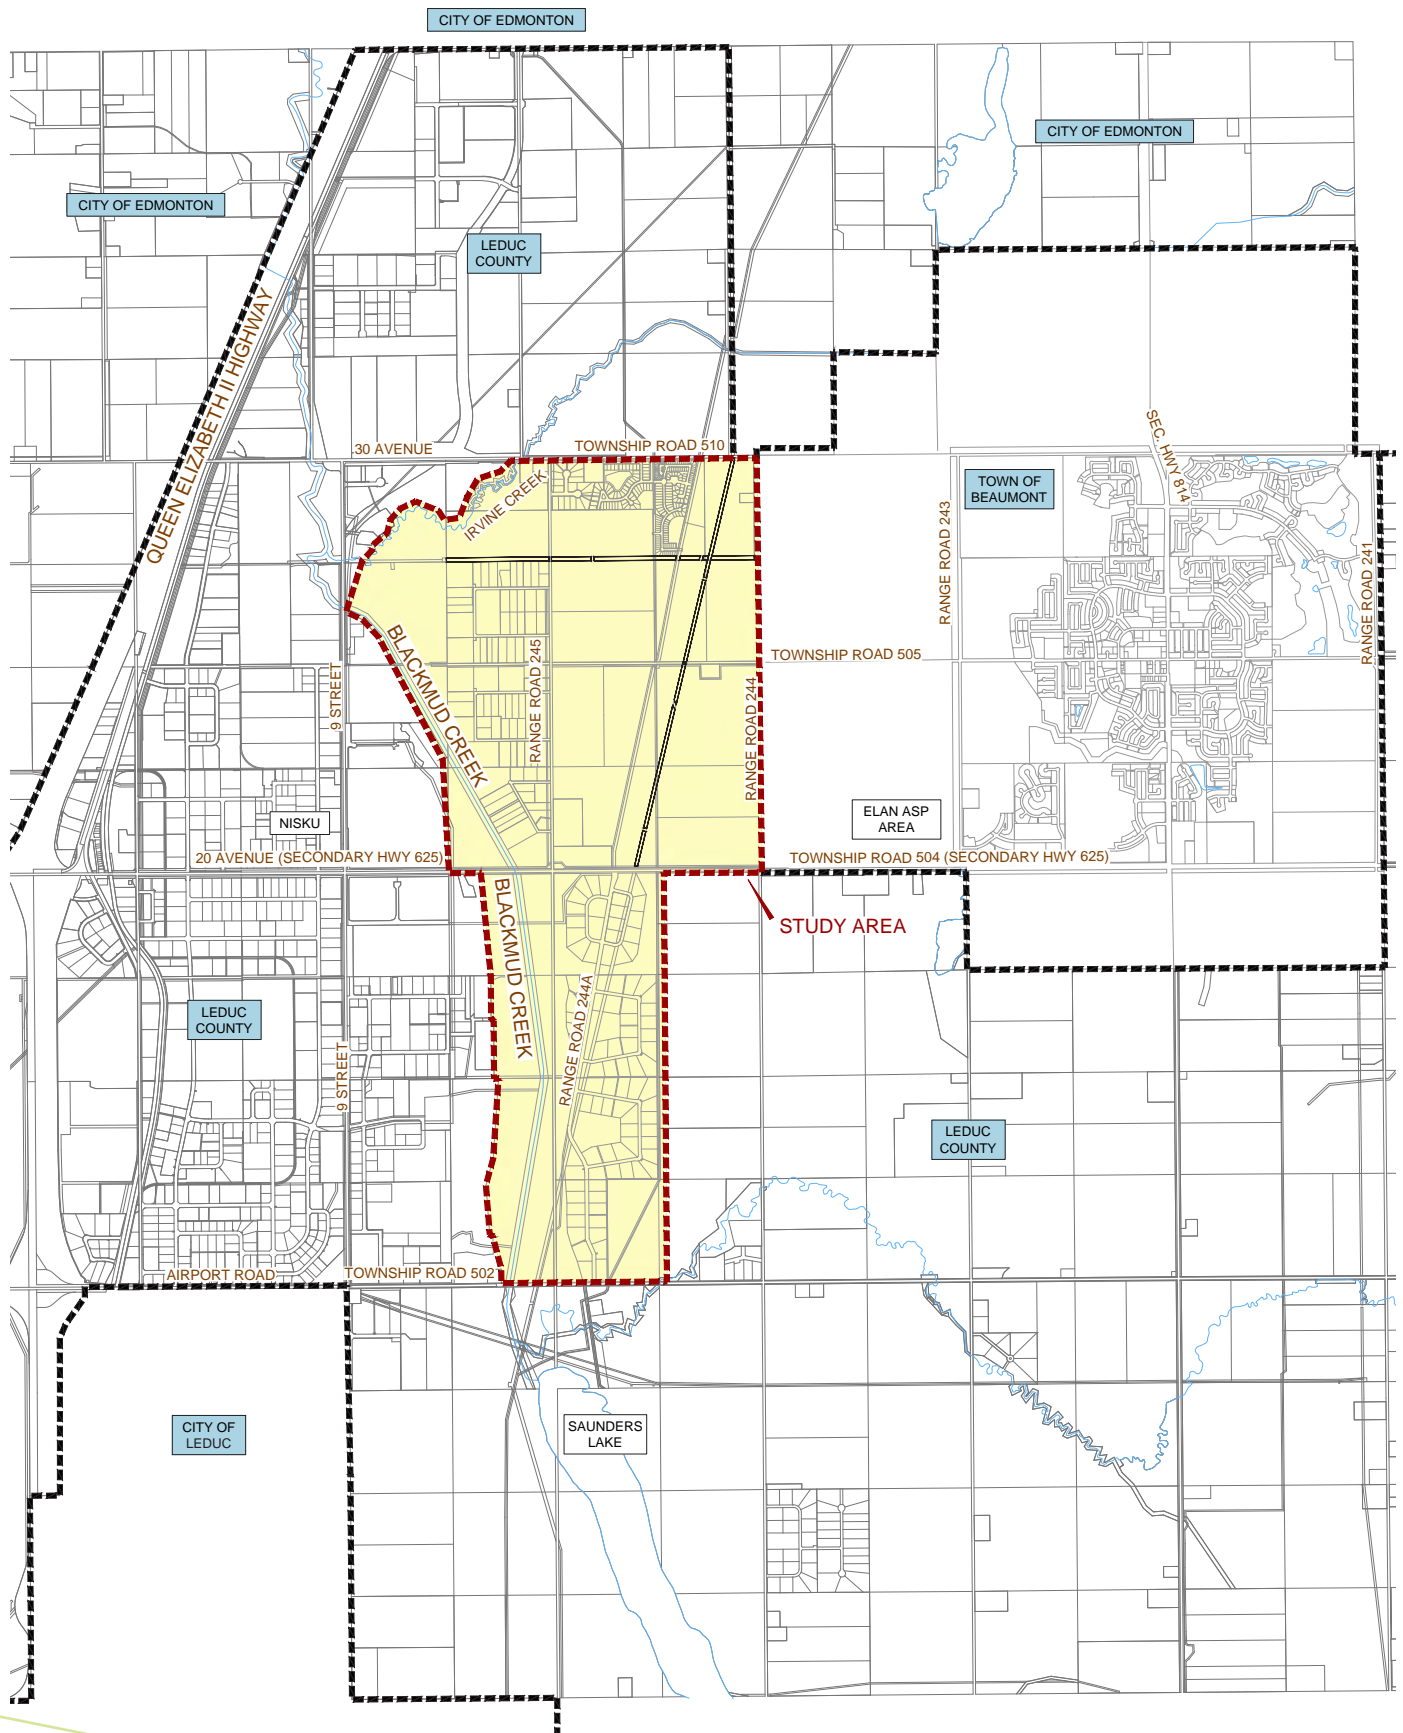 CITY OF EDMONTON
CITY OF EDMONTON
CITY OF EDMONTON
LEDUC
COUNTY
QUEEN ELIZABETH II HIGHWAY
30 AVENUE
TOWNSHIP ROAD 510
SEC. HWY 814
TOWN OF
BEAUMONT
IRVINE CREEK
RANGE ROAD 243
RANGE ROAD 241
BLACKMUD CREEK
RANGE ROAD 245
TOWNSHIP ROAD 505
9 STREET
RANGE ROAD 244
NISKU
ELAN ASP
AREA
20 AVENUE (SECONDARY HWY 625)
TOWNSHIP ROAD 504 (SECONDARY HWY 625)
BLACKMUD CREEK
STUDY AREA
RANGE ROAD 244A
LEDUC
COUNTY
9 STREET
LEDUC
COUNTY
AIRPORT ROAD
TOWNSHIP ROAD 502
CITY OF
LEDUC
SAUNDERS
LAKE